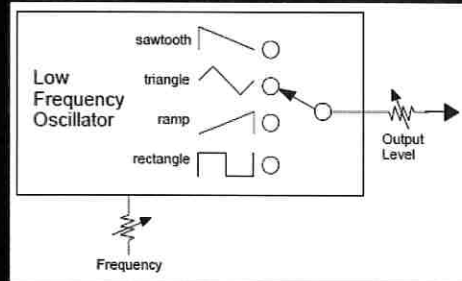 sawtooth
Low
Frequency
Oscillator
triangle
ramp
rectangle
Output
Level
Frequency